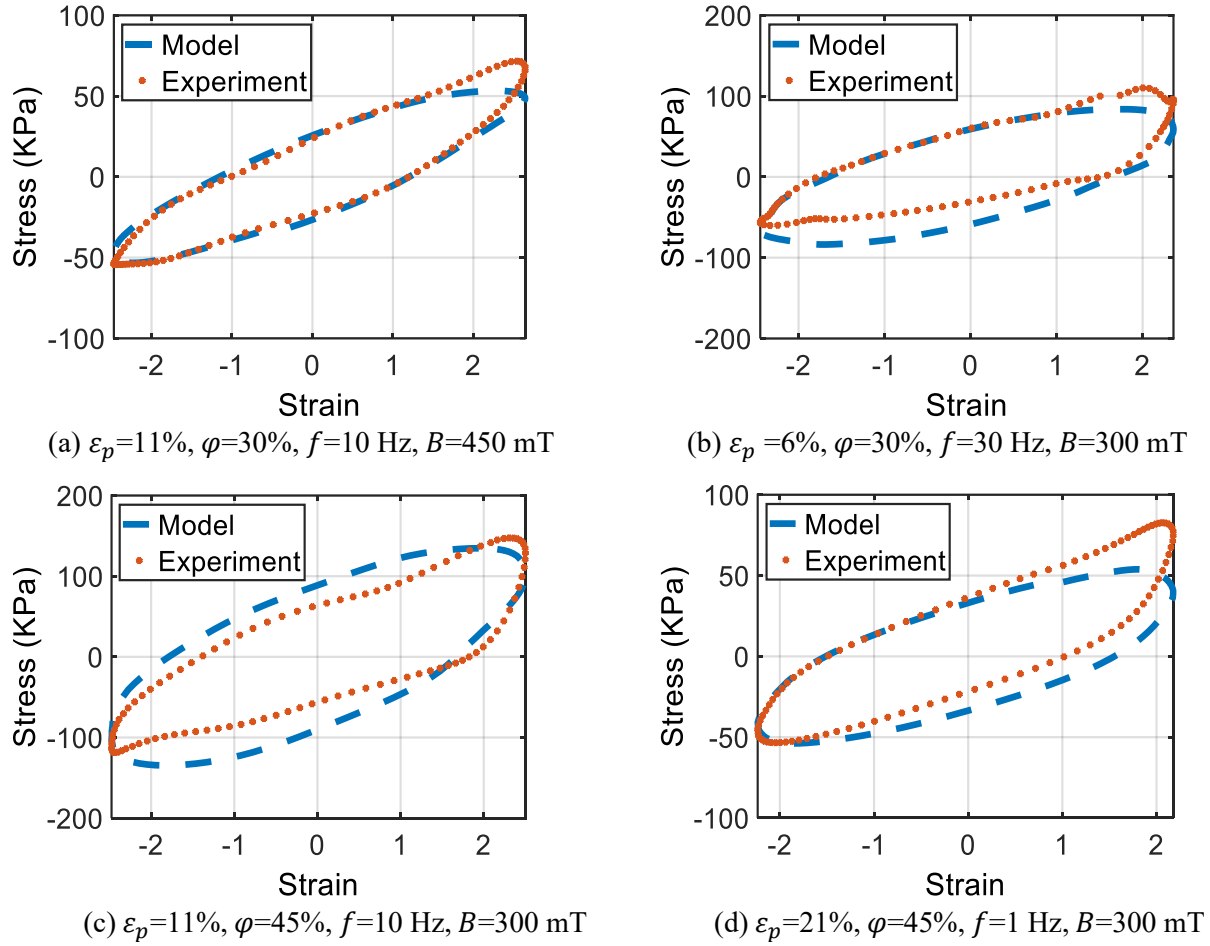 100
50
0
-50
-100
Stress (KPa)
Model
Experiment
-2 -1 0 1 2
Strain
(a) εₚ=11%, φ=30%, f=10 Hz, B=450 mT
200
100
0
-100
-200
Stress (KPa)
Model
Experiment
-2 -1 0 1 2
Strain
(b) εₚ =6%, φ=30%, f=30 Hz, B=300 mT
200
100
0
-100
-200
Stress (KPa)
Model
Experiment
-2 -1 0 1 2
Strain
(c) εₚ=11%, φ=45%, f=10 Hz, B=300 mT
100
50
0
-50
-100
Stress (KPa)
Model
Experiment
-2 -1 0 1 2
Strain
(d) εₚ=21%, φ=45%, f=1 Hz, B=300 mT